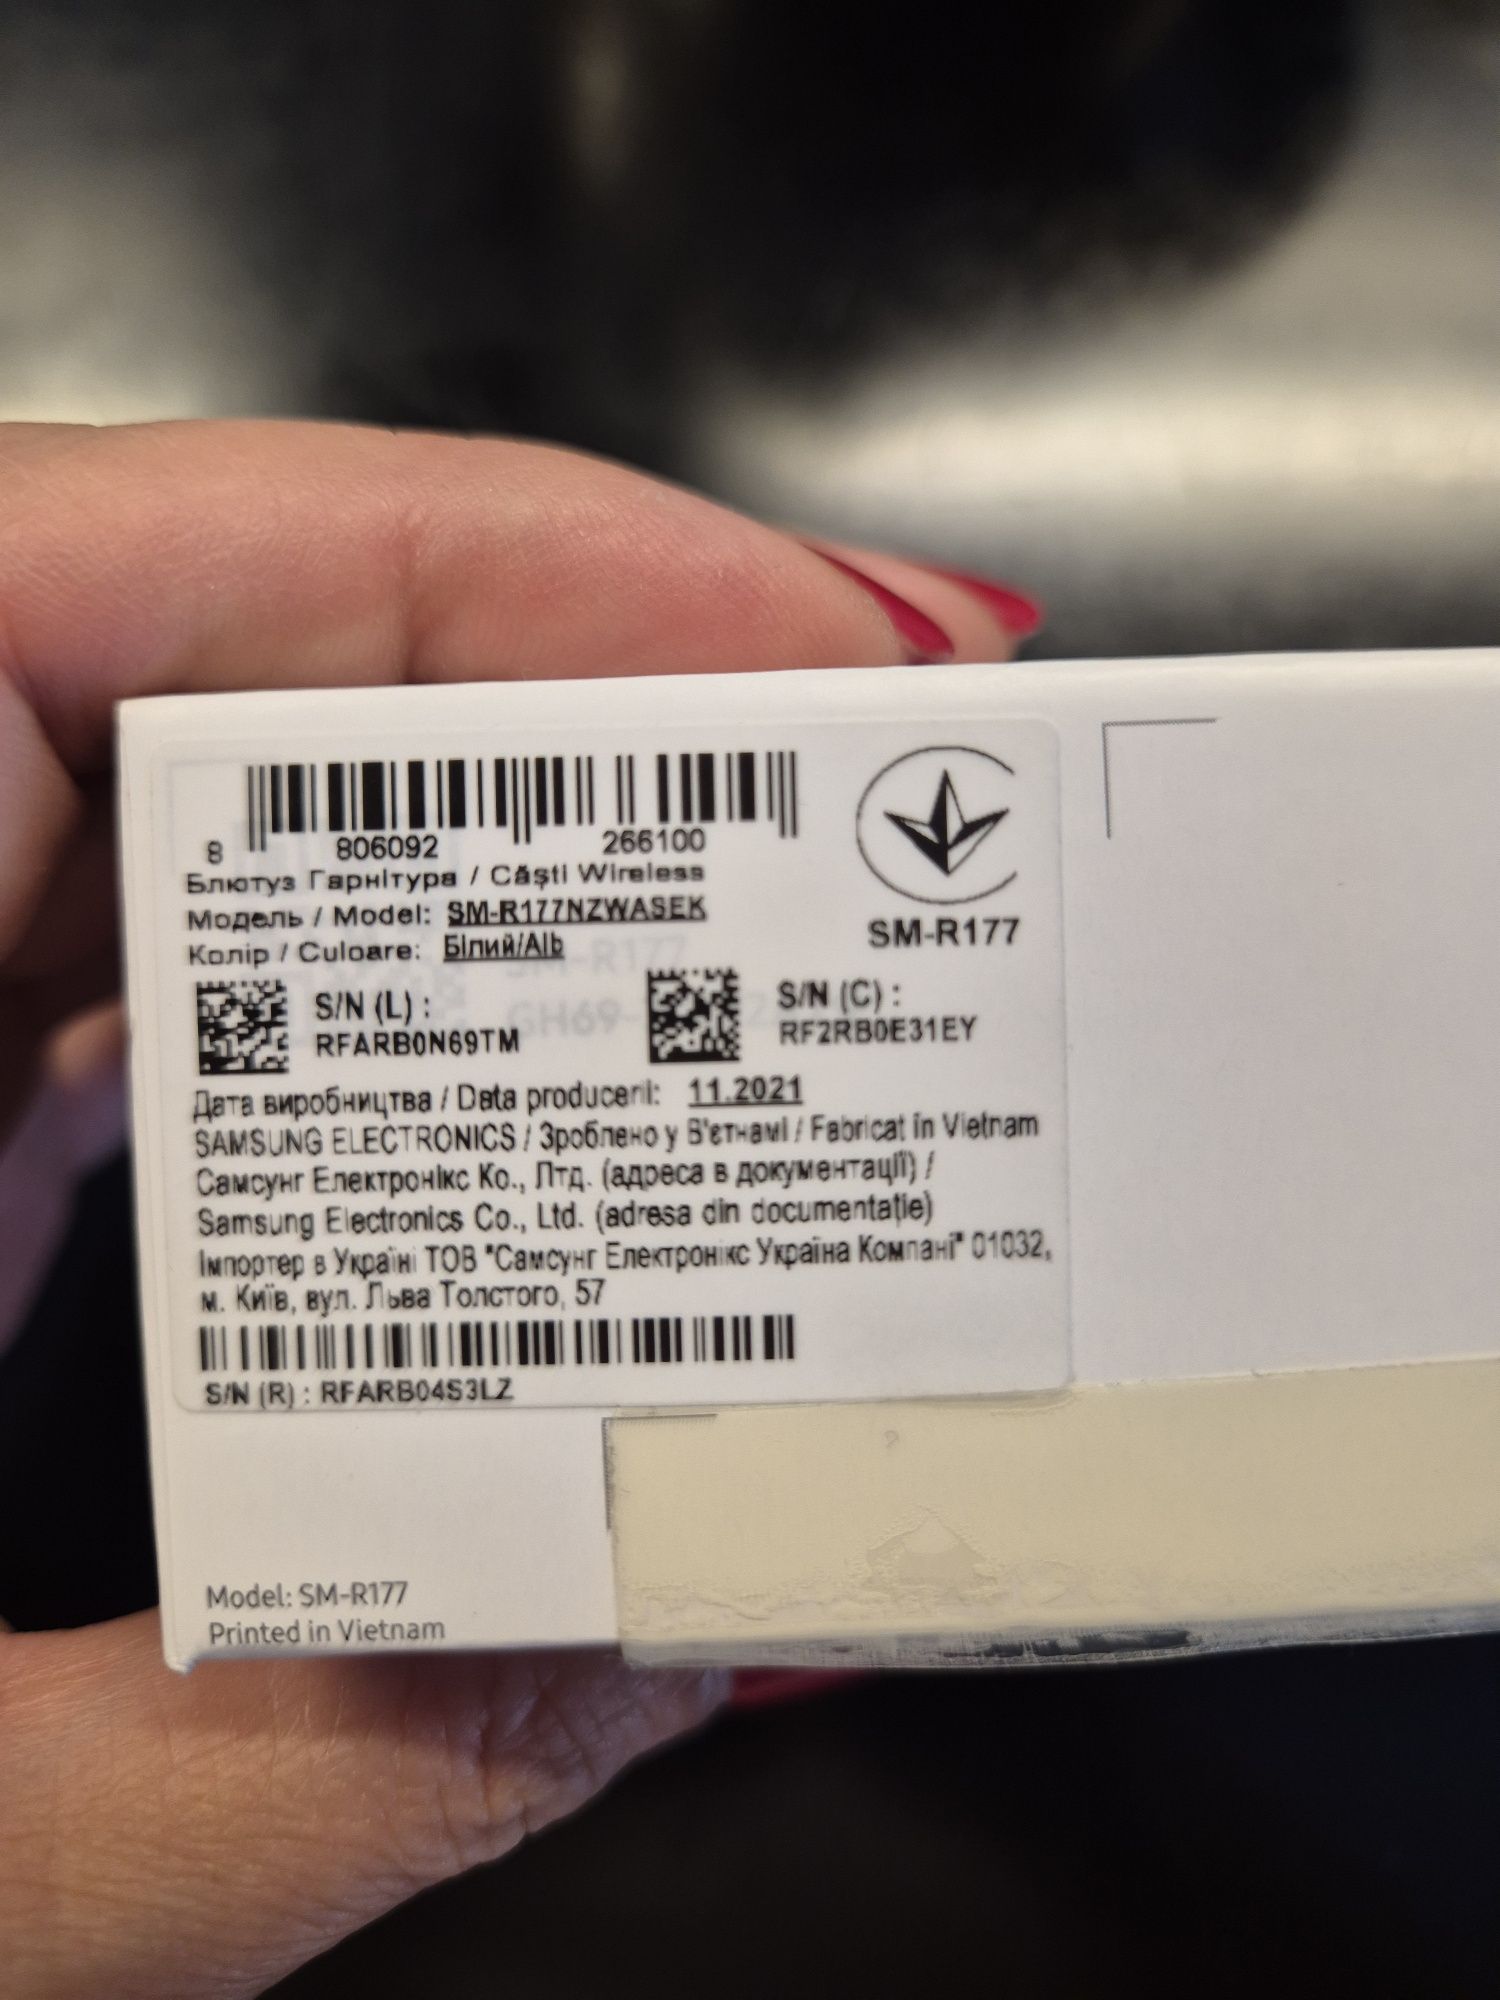 8 806092 266100
Блютуз Гарнітура / Căști Wireless
Модель / Model: SM-R177NZWASEK
Колір / Culoare: Білий/Alb
SM-R177
S/N (L) :
RFARB0N69TM
S/N (C) :
RF2RB0E31EY
Дата виробництва / Data producerii: 11.2021
SAMSUNG ELECTRONICS / Зроблено у В'єтнамі / Fabricat în Vietnam
Самсунг Електронікс Ко., Лтд. (адреса в документації) /
Samsung Electronics Co., Ltd. (adresa din documentație)
Імпортер в Україні ТОВ "Самсунг Електронікс Україна Компані" 01032,
м. Київ, вул. Льва Толстого, 57
S/N (R) : RFARB04S3LZ
Model: SM-R177
Printed in Vietnam